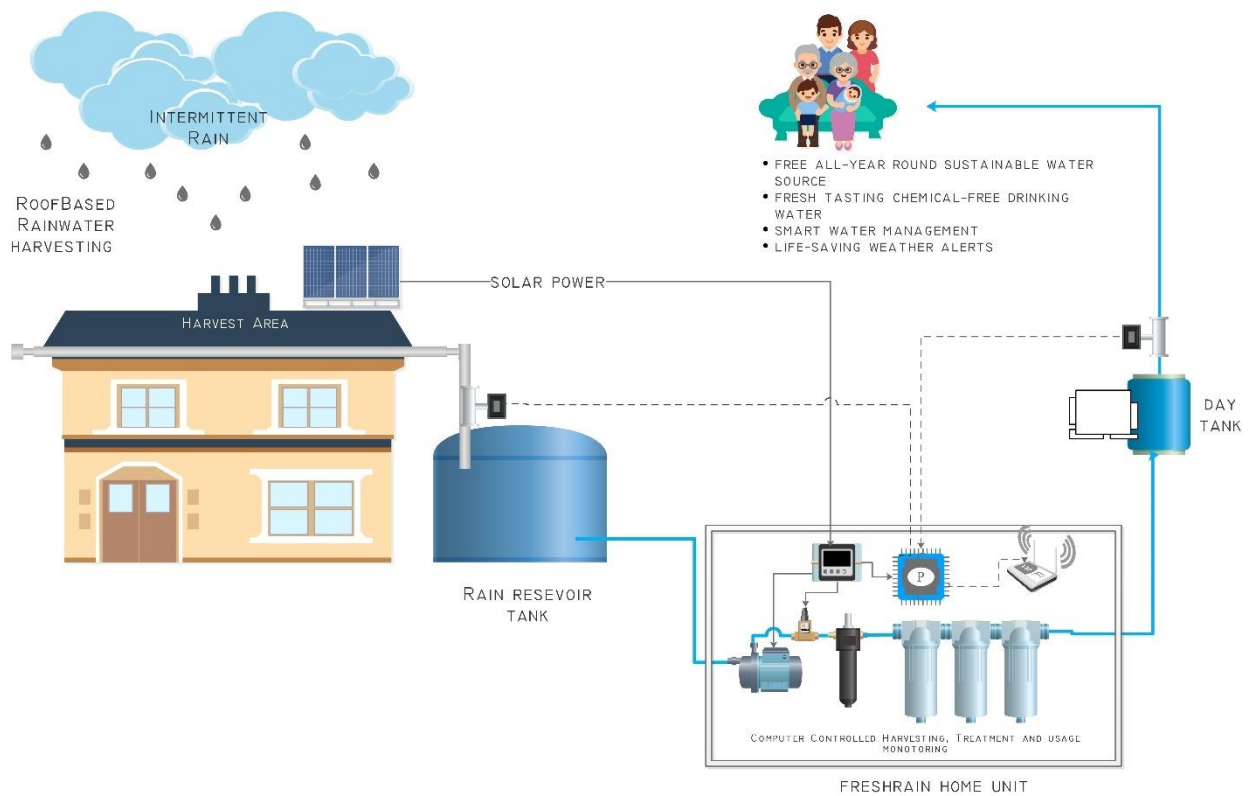 INTERMITTENT
RAIN
ROOFBASED
RAINWATER
HARVESTING
HARVEST AREA
SOLAR POWER
• FREE ALL-YEAR ROUND SUSTAINABLE WATER
SOURCE
• FRESH TASTING CHEMICAL-FREE DRINKING
WATER
• SMART WATER MANAGEMENT
• LIFE-SAVING WEATHER ALERTS
DAY
TANK
RAIN RESEVOIR
TANK
P
COMPUTER CONTROLLED HARVESTING, TREATMENT AND USAGE
MONOTORING
FRESHRAIN HOME UNIT